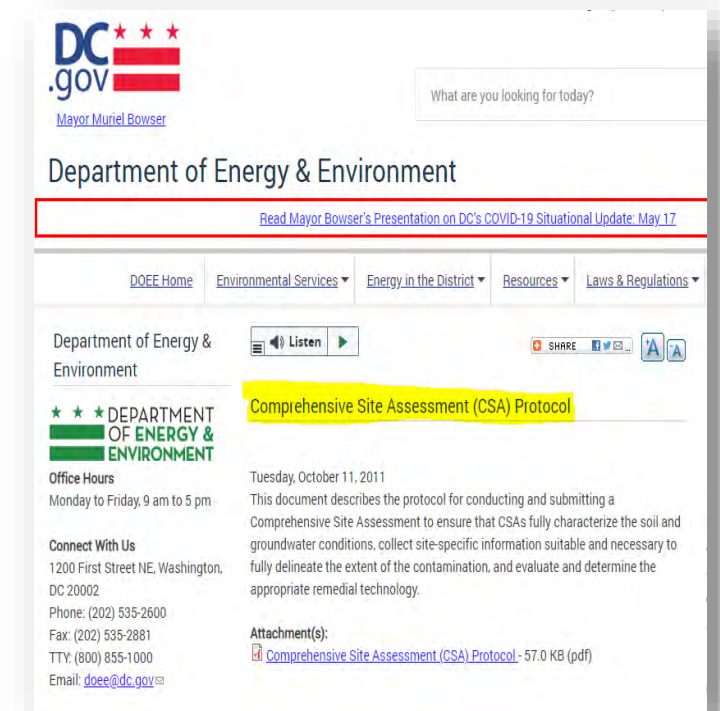 DC
.gov
Mayor Muriel Bowser
What are you looking for today?
Department of Energy & Environment
Read Mayor Bowser's Presentation on DC's COVID-19 Situational Update: May 17
DOEE Home Environmental Services Energy in the District Resources Laws & Regulations
Department of Energy &
Environment
DEPARTMENT
OF ENERGY &
ENVIRONMENT
Office Hours
Monday to Friday, 9 am to 5 pm
Connect With Us
1200 First Street NE, Washington,
DC 20002
Phone: (202) 535-2600
Fax: (202) 535-2881
TTY: (800) 855-1000
Email: doee@dc.gov
Listen
SHARE
A A
Comprehensive Site Assessment (CSA) Protocol
Tuesday, October 11, 2011
This document describes the protocol for conducting and submitting a
Comprehensive Site Assessment to ensure that CSAs fully characterize the soil and
groundwater conditions, collect site-specific information suitable and necessary to
fully delineate the extent of the contamination, and evaluate and determine the
appropriate remedial technology.
Attachment(s):
Comprehensive Site Assessment (CSA) Protocol - 57.0 KB (pdf)